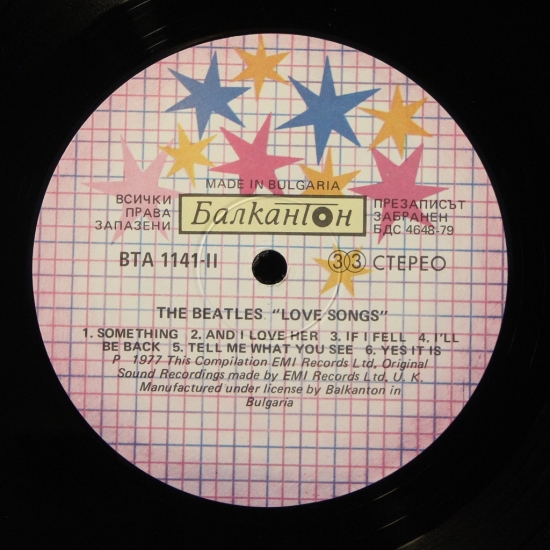 MADE IN BULGARIA
ВСИЧКИ
ПРАВА
ЗАПАЗЕНИ
Балкантон
ПРЕЗАПИСЪТ
ЗАБРАНЕН
БДС 4648-79
ВТА 1141-II
33 СТЕРЕО
THE BEATLES "LOVE SONGS"
1. SOMETHING 2. AND I LOVE HER 3. IF I FELL 4. I'LL
BE BACK 5. TELL ME WHAT YOU SEE 6. YES IT IS
P 1977 This Compilation EMI Records Ltd, Original
Sound Recordings made by EMI Records Ltd, U. K.
Manufactured under license by Balkanton in
Bulgaria